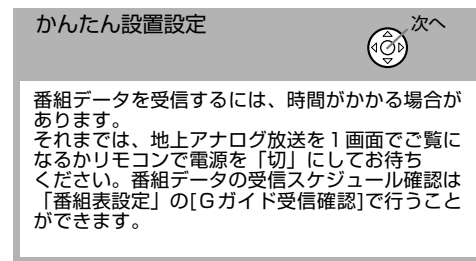 かんたん設置設定
次へ
番組データを受信するには、時間がかかる場合が
あります。
それまでは、地上アナログ放送を１画面でご覧に
なるかリモコンで電源を「切」にしてお待ち
ください。番組データの受信スケジュール確認は
「番組表設定」の[Ｇガイド受信確認]で行うこと
ができます。